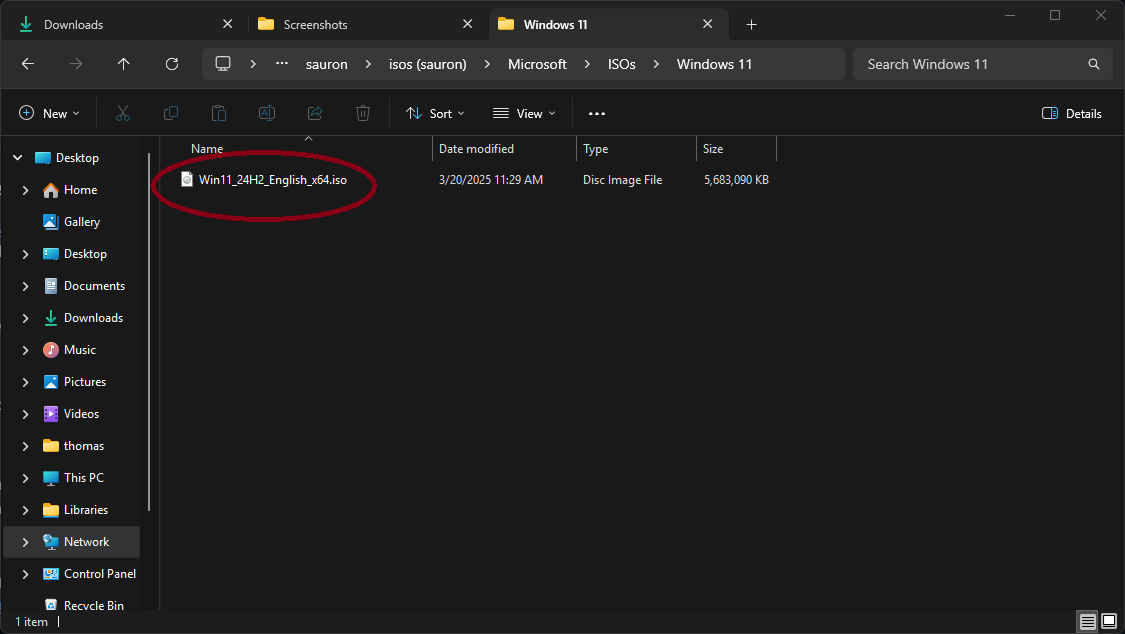 Downloads
Screenshots
Windows 11
sauron
isos (sauron)
Microsoft
ISOs
Windows 11
Search Windows 11
New
Sort
View
Details
Desktop
Home
Gallery
Desktop
Documents
Downloads
Music
Pictures
Videos
thomas
This PC
Libraries
Network
Control Panel
Recycle Bin
Name
Date modified
Type
Size
Win11_24H2_English_x64.iso
3/20/2025 11:29 AM
Disc Image File
5,683,090 KB
1 item